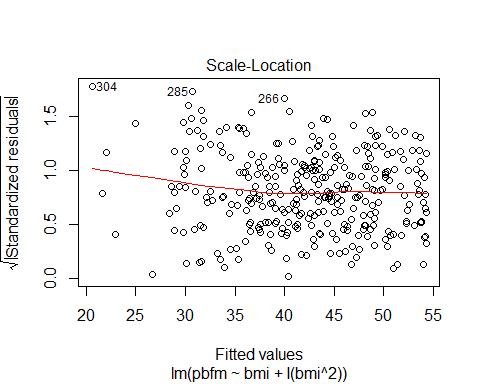 Scale-Location
√|Standardized residuals|
0.0 0.5 1.0 1.5
304
285
266
20 25 30 35 40 45 50 55
Fitted values
lm(pbfm ~ bmi + I(bmi^2))